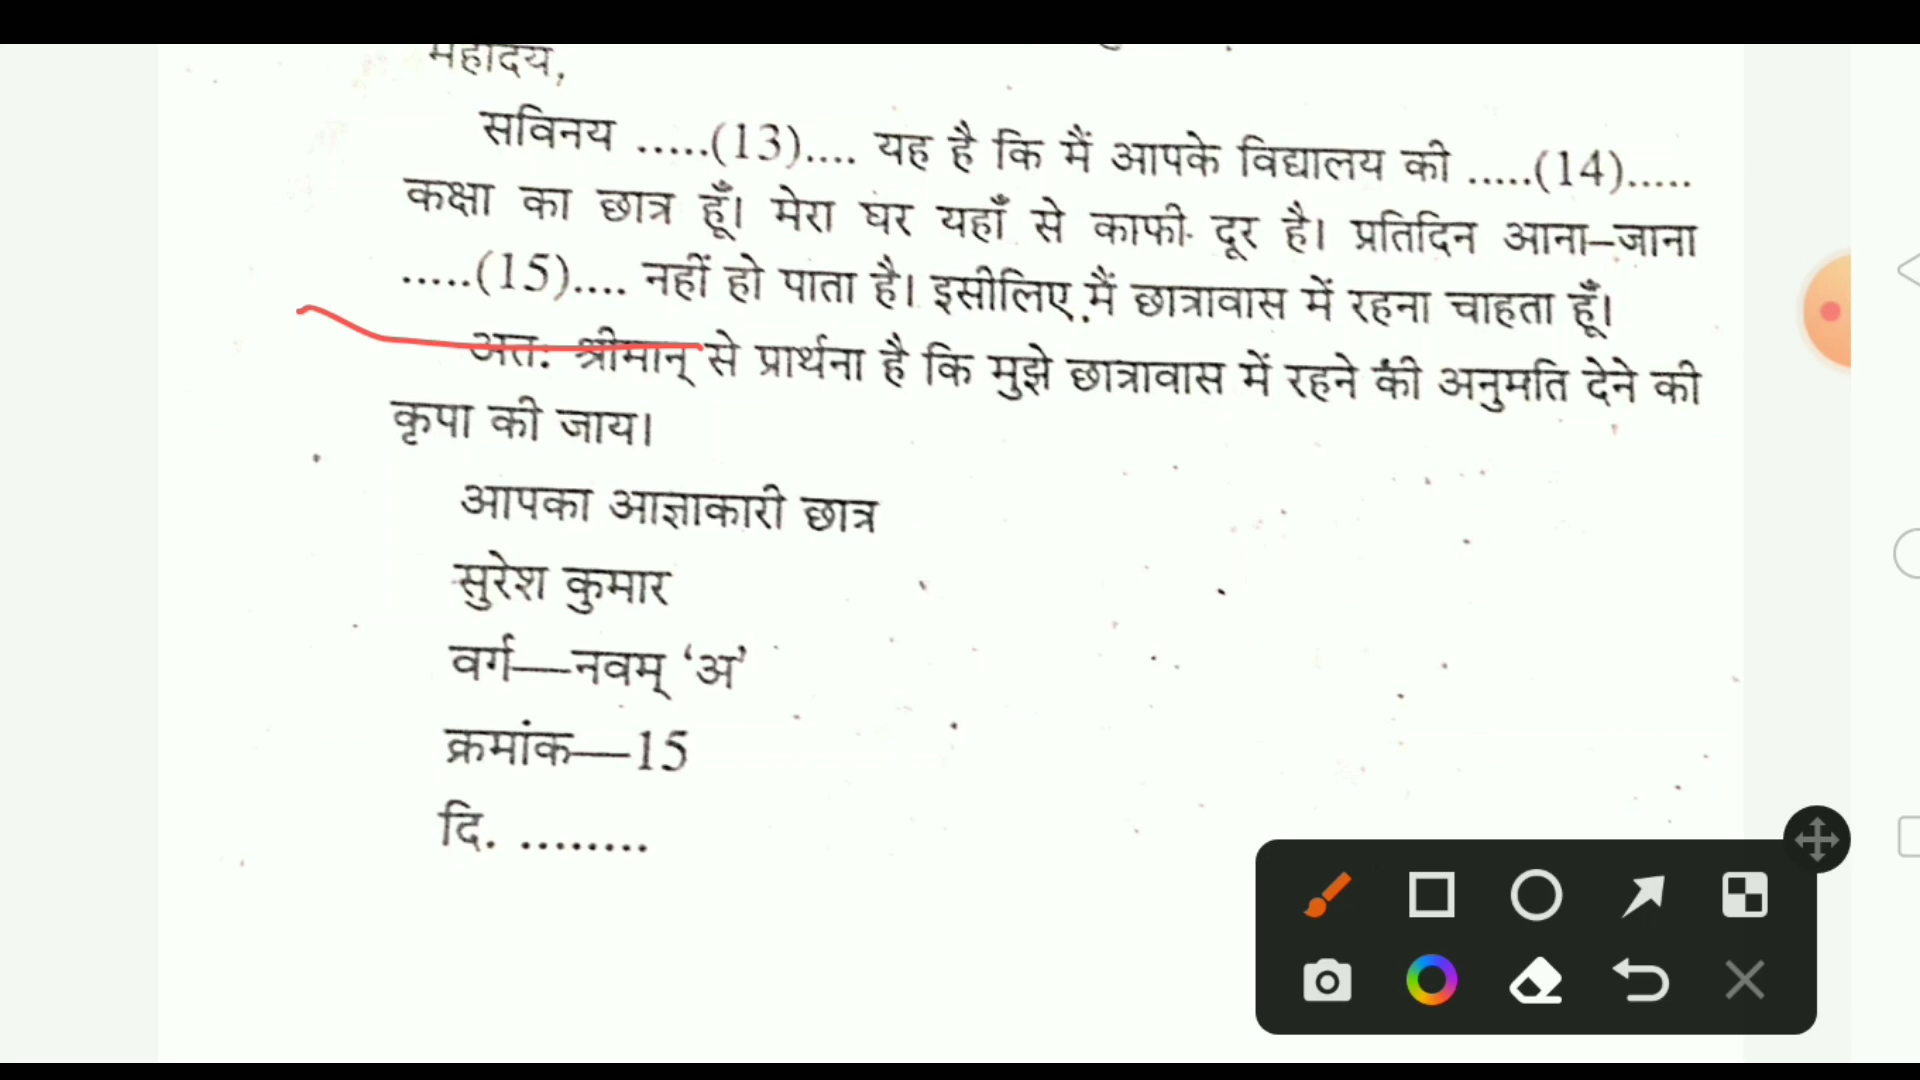 महोदय,
सविनय .....(13).... यह है कि मैं आपके विद्यालय की .....(14).....
कक्षा का छात्र हूँ। मेरा घर यहाँ से काफी दूर है। प्रतिदिन आना–जाना
.....(15).... नहीं हो पाता है। इसीलिए मैं छात्रावास में रहना चाहता हूँ।
अतः श्रीमान् से प्रार्थना है कि मुझे छात्रावास में रहने की अनुमति देने की
कृपा की जाय।
आपका आज्ञाकारी छात्र
सुरेश कुमार
वर्ग—नवम् ‘अ’
क्रमांक—15
दि. ........